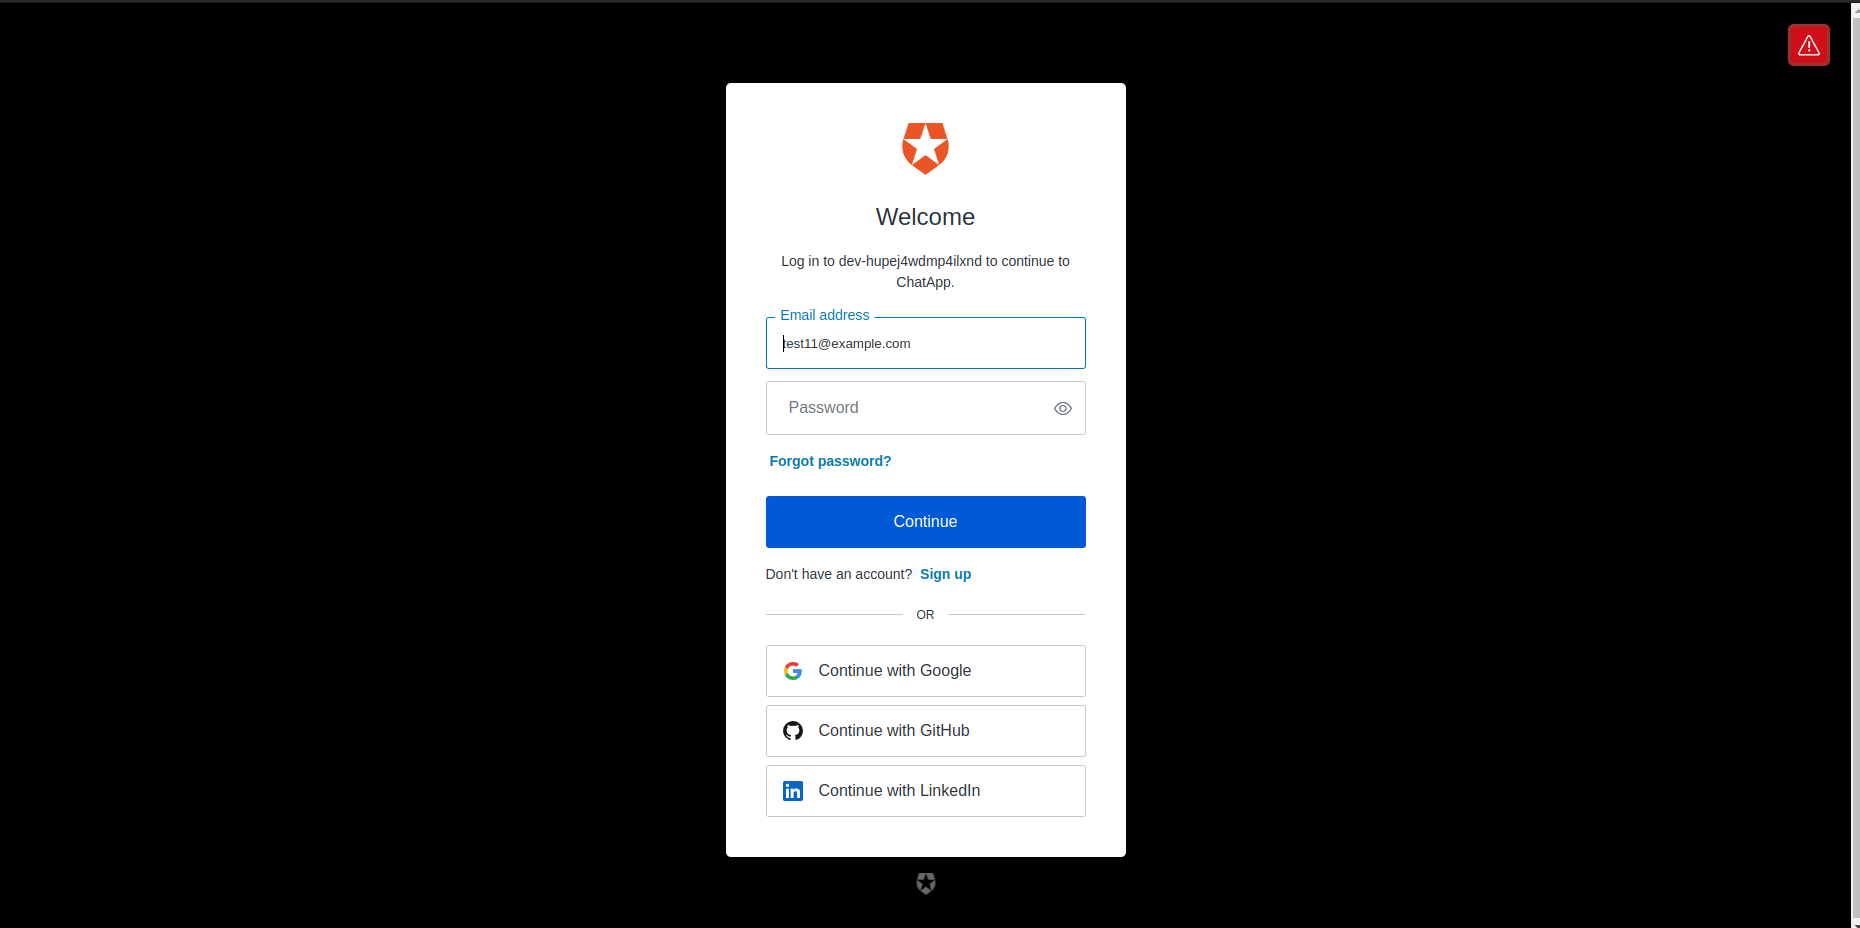 Welcome
Log in to dev-hupej4wdmp4ilxnd to continue to
ChatApp.
Email address
test11@example.com
Password
Forgot password?
Continue
Don't have an account? Sign up
OR
Continue with Google
Continue with GitHub
Continue with LinkedIn